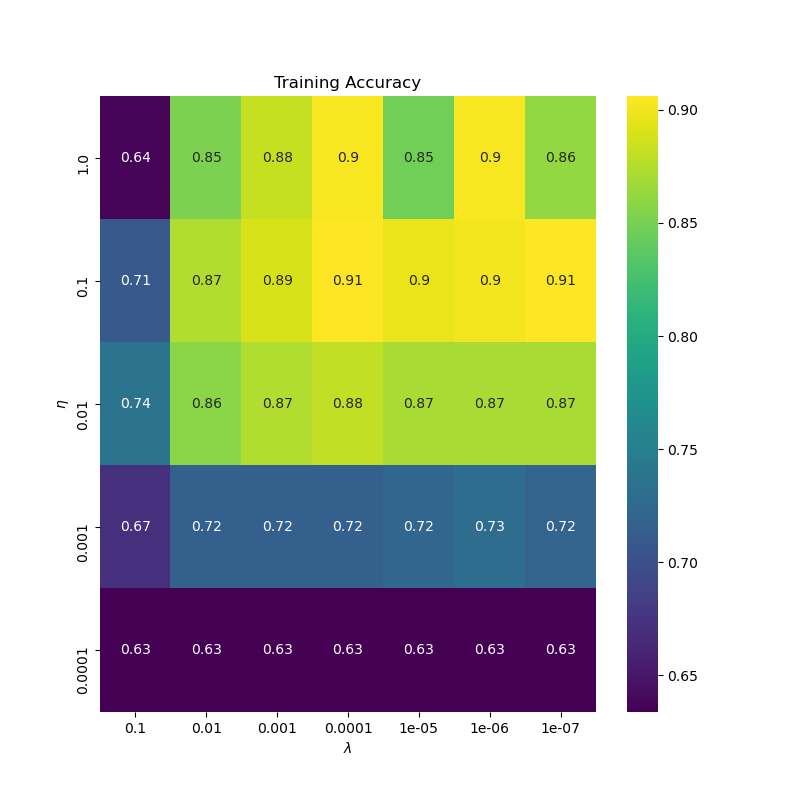 Training Accuracy
1.0 0.64 0.85 0.88 0.9 0.85 0.9 0.86
0.1 0.71 0.87 0.89 0.91 0.9 0.9 0.91
0.01 0.74 0.86 0.87 0.88 0.87 0.87 0.87
0.001 0.67 0.72 0.72 0.72 0.72 0.73 0.72
0.0001 0.63 0.63 0.63 0.63 0.63 0.63 0.63
η
0.1 0.01 0.001 0.0001 1e-05 1e-06 1e-07
λ
0.90
0.85
0.80
0.75
0.70
0.65